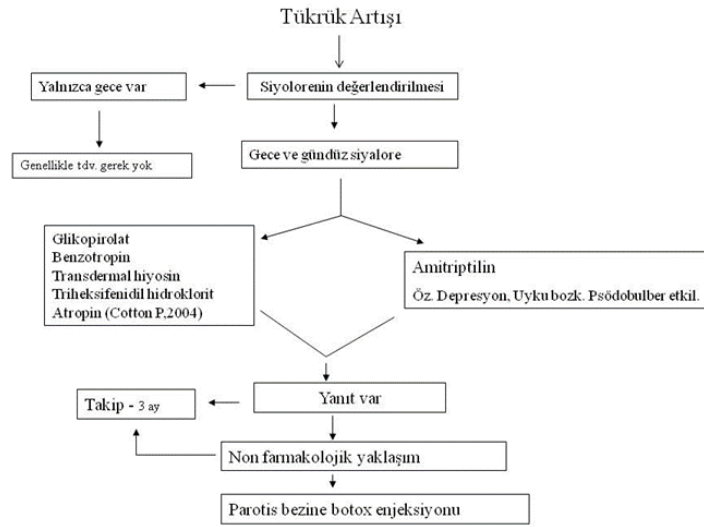 Tükrük Artışı
Yalnızca gece var
Siyolorenin değerlendirilmesi
Genellikle tdv. gerek yok
Gece ve gündüz siyalore
Glikopirolat
Benzotropin
Transdermal hiyosin
Triheksifenidil hidroklorit
Atropin (Cotton P,2004)
Amitriptilin
Öz. Depresyon, Uyku bozk. Psödobulber etkil.
Yanıt var
Takip - 3 ay
Non farmakolojik yaklaşım
Parotis bezine botox enjeksiyonu